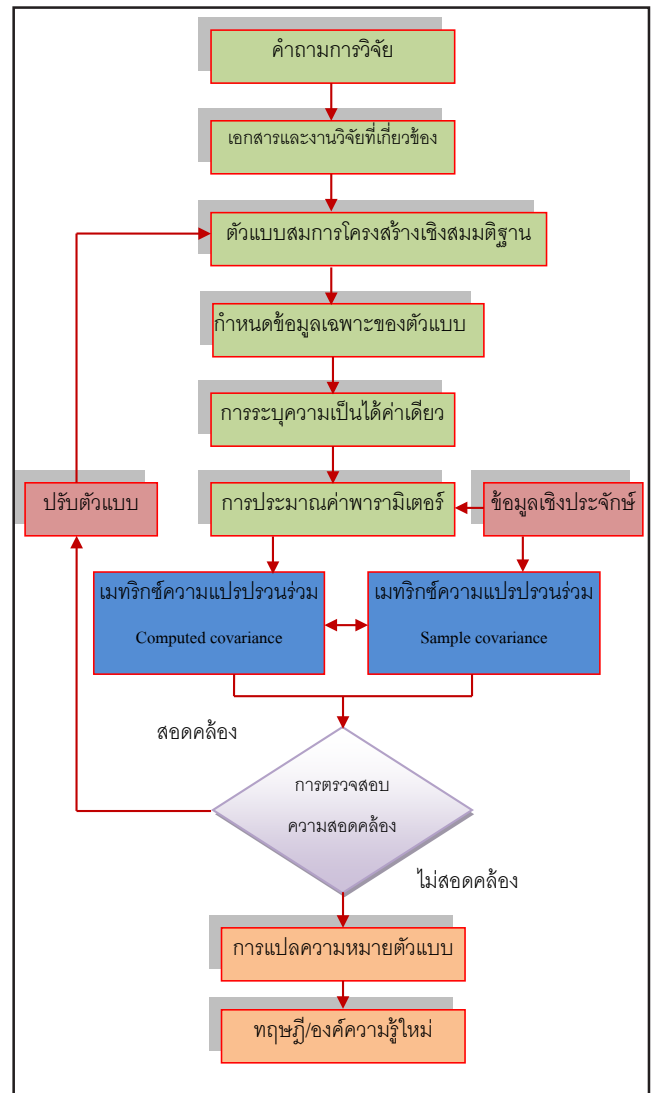 คำถามการวิจัย
เอกสารและงานวิจัยที่เกี่ยวข้อง
ตัวแบบสมการโครงสร้างเชิงสมมติฐาน
กำหนดข้อมูลเฉพาะของตัวแบบ
การระบุความเป็นได้ค่าเดียว
ปรับตัวแบบ
การประมาณค่าพารามิเตอร์
ข้อมูลเชิงประจักษ์
เมทริกซ์ความแปรปรวนร่วม
Computed covariance
เมทริกซ์ความแปรปรวนร่วม
Sample covariance
สอดคล้อง
การตรวจสอบ
ความสอดคล้อง
ไม่สอดคล้อง
การแปลความหมายตัวแบบ
ทฤษฎี/องค์ความรู้ใหม่